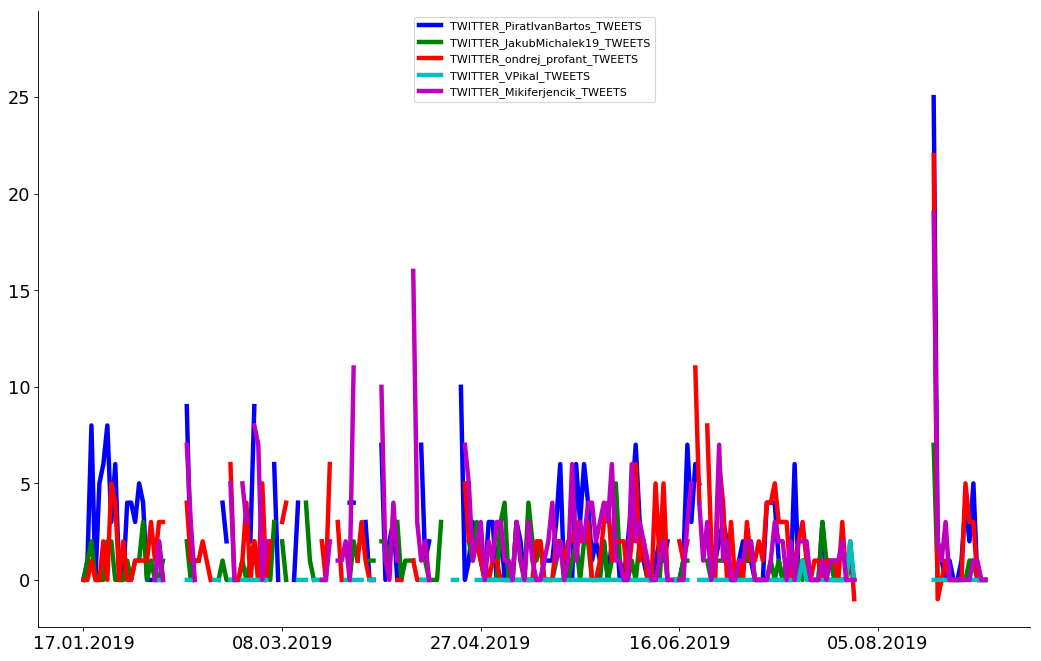 TWITTER_PiratIvanBartos_TWEETS
TWITTER_JakubMichalek19_TWEETS
TWITTER_ondrej_profant_TWEETS
TWITTER_VPikal_TWEETS
TWITTER_Mikiferjencik_TWEETS
25
20
15
10
5
0
17.01.2019 08.03.2019 27.04.2019 16.06.2019 05.08.2019